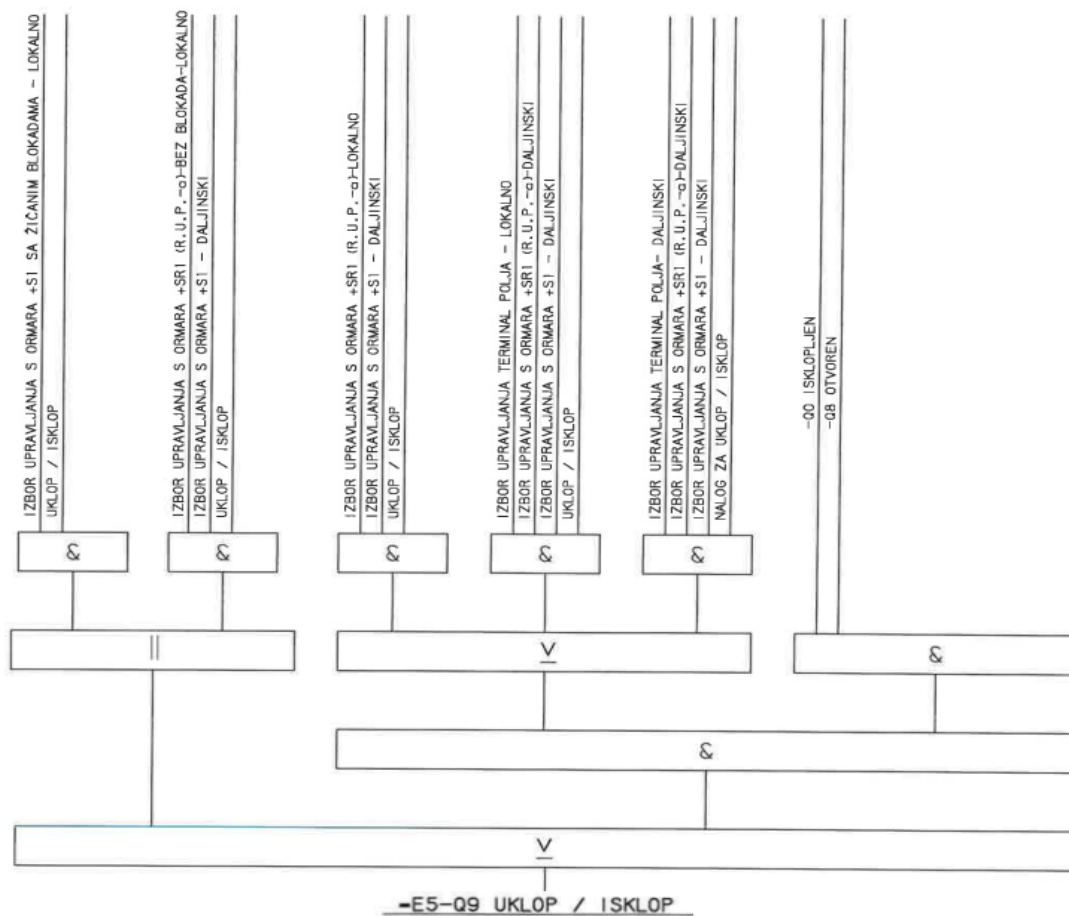 IZBOR UPRAVLJANJA S ORMARA +S1 SA ŽIČANIM BLOKADAMA - LOKALNO
UKLOP / ISKLOP
IZBOR UPRAVLJANJA S ORMARA +SR1 (R.U.P.-a)-BEZ BLOKADA-LOKALNO
IZBOR UPRAVLJANJA S ORMARA +S1 - DALJINSKI
UKLOP / ISKLOP
IZBOR UPRAVLJANJA S ORMARA +SR1 (R.U.P.-a)-LOKALNO
IZBOR UPRAVLJANJA S ORMARA +S1 - DALJINSKI
UKLOP / ISKLOP
IZBOR UPRAVLJANJA TERMINAL POLJA - LOKALNO
IZBOR UPRAVLJANJA S ORMARA +SR1 (R.U.P.-a)-DALJINSKI
IZBOR UPRAVLJANJA S ORMARA +S1 - DALJINSKI
UKLOP / ISKLOP
IZBOR UPRAVLJANJA TERMINAL POLJA- DALJINSKI
IZBOR UPRAVLJANJA S ORMARA +SR1 (R.U.P.-a)-DALJINSKI
IZBOR UPRAVLJANJA S ORMARA +S1 - DALJINSKI
NALOG ZA UKLOP / ISKLOP
-Q0 ISKLOPLJEN
-Q8 OTVOREN
&
&
&
&
&
||
⊻
&
&
⊻
-E5-Q9 UKLOP / ISKLOP